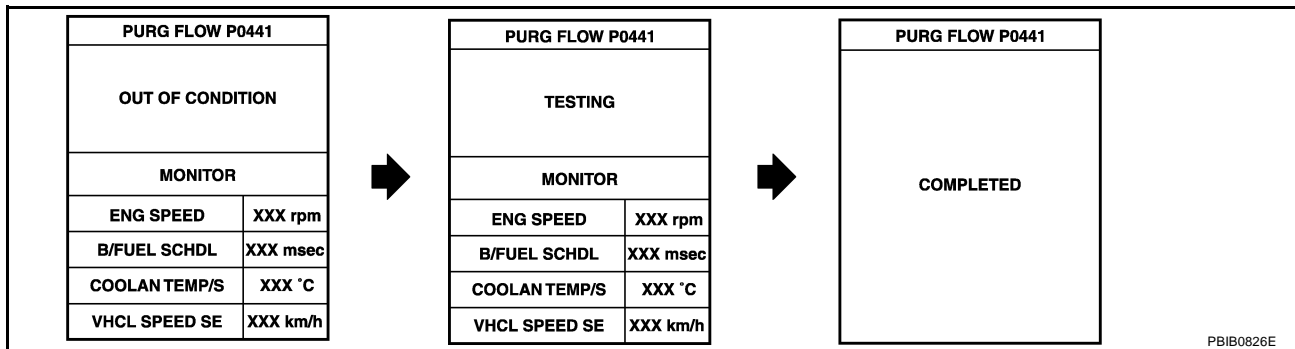 PURG FLOW P0441
OUT OF CONDITION
MONITOR
ENG SPEED XXX rpm
B/FUEL SCHDL XXX msec
COOLAN TEMP/S XXX °C
VHCL SPEED SE XXX km/h
PURG FLOW P0441
TESTING
MONITOR
ENG SPEED XXX rpm
B/FUEL SCHDL XXX msec
COOLAN TEMP/S XXX °C
VHCL SPEED SE XXX km/h
PURG FLOW P0441
COMPLETED
PBIB0826E